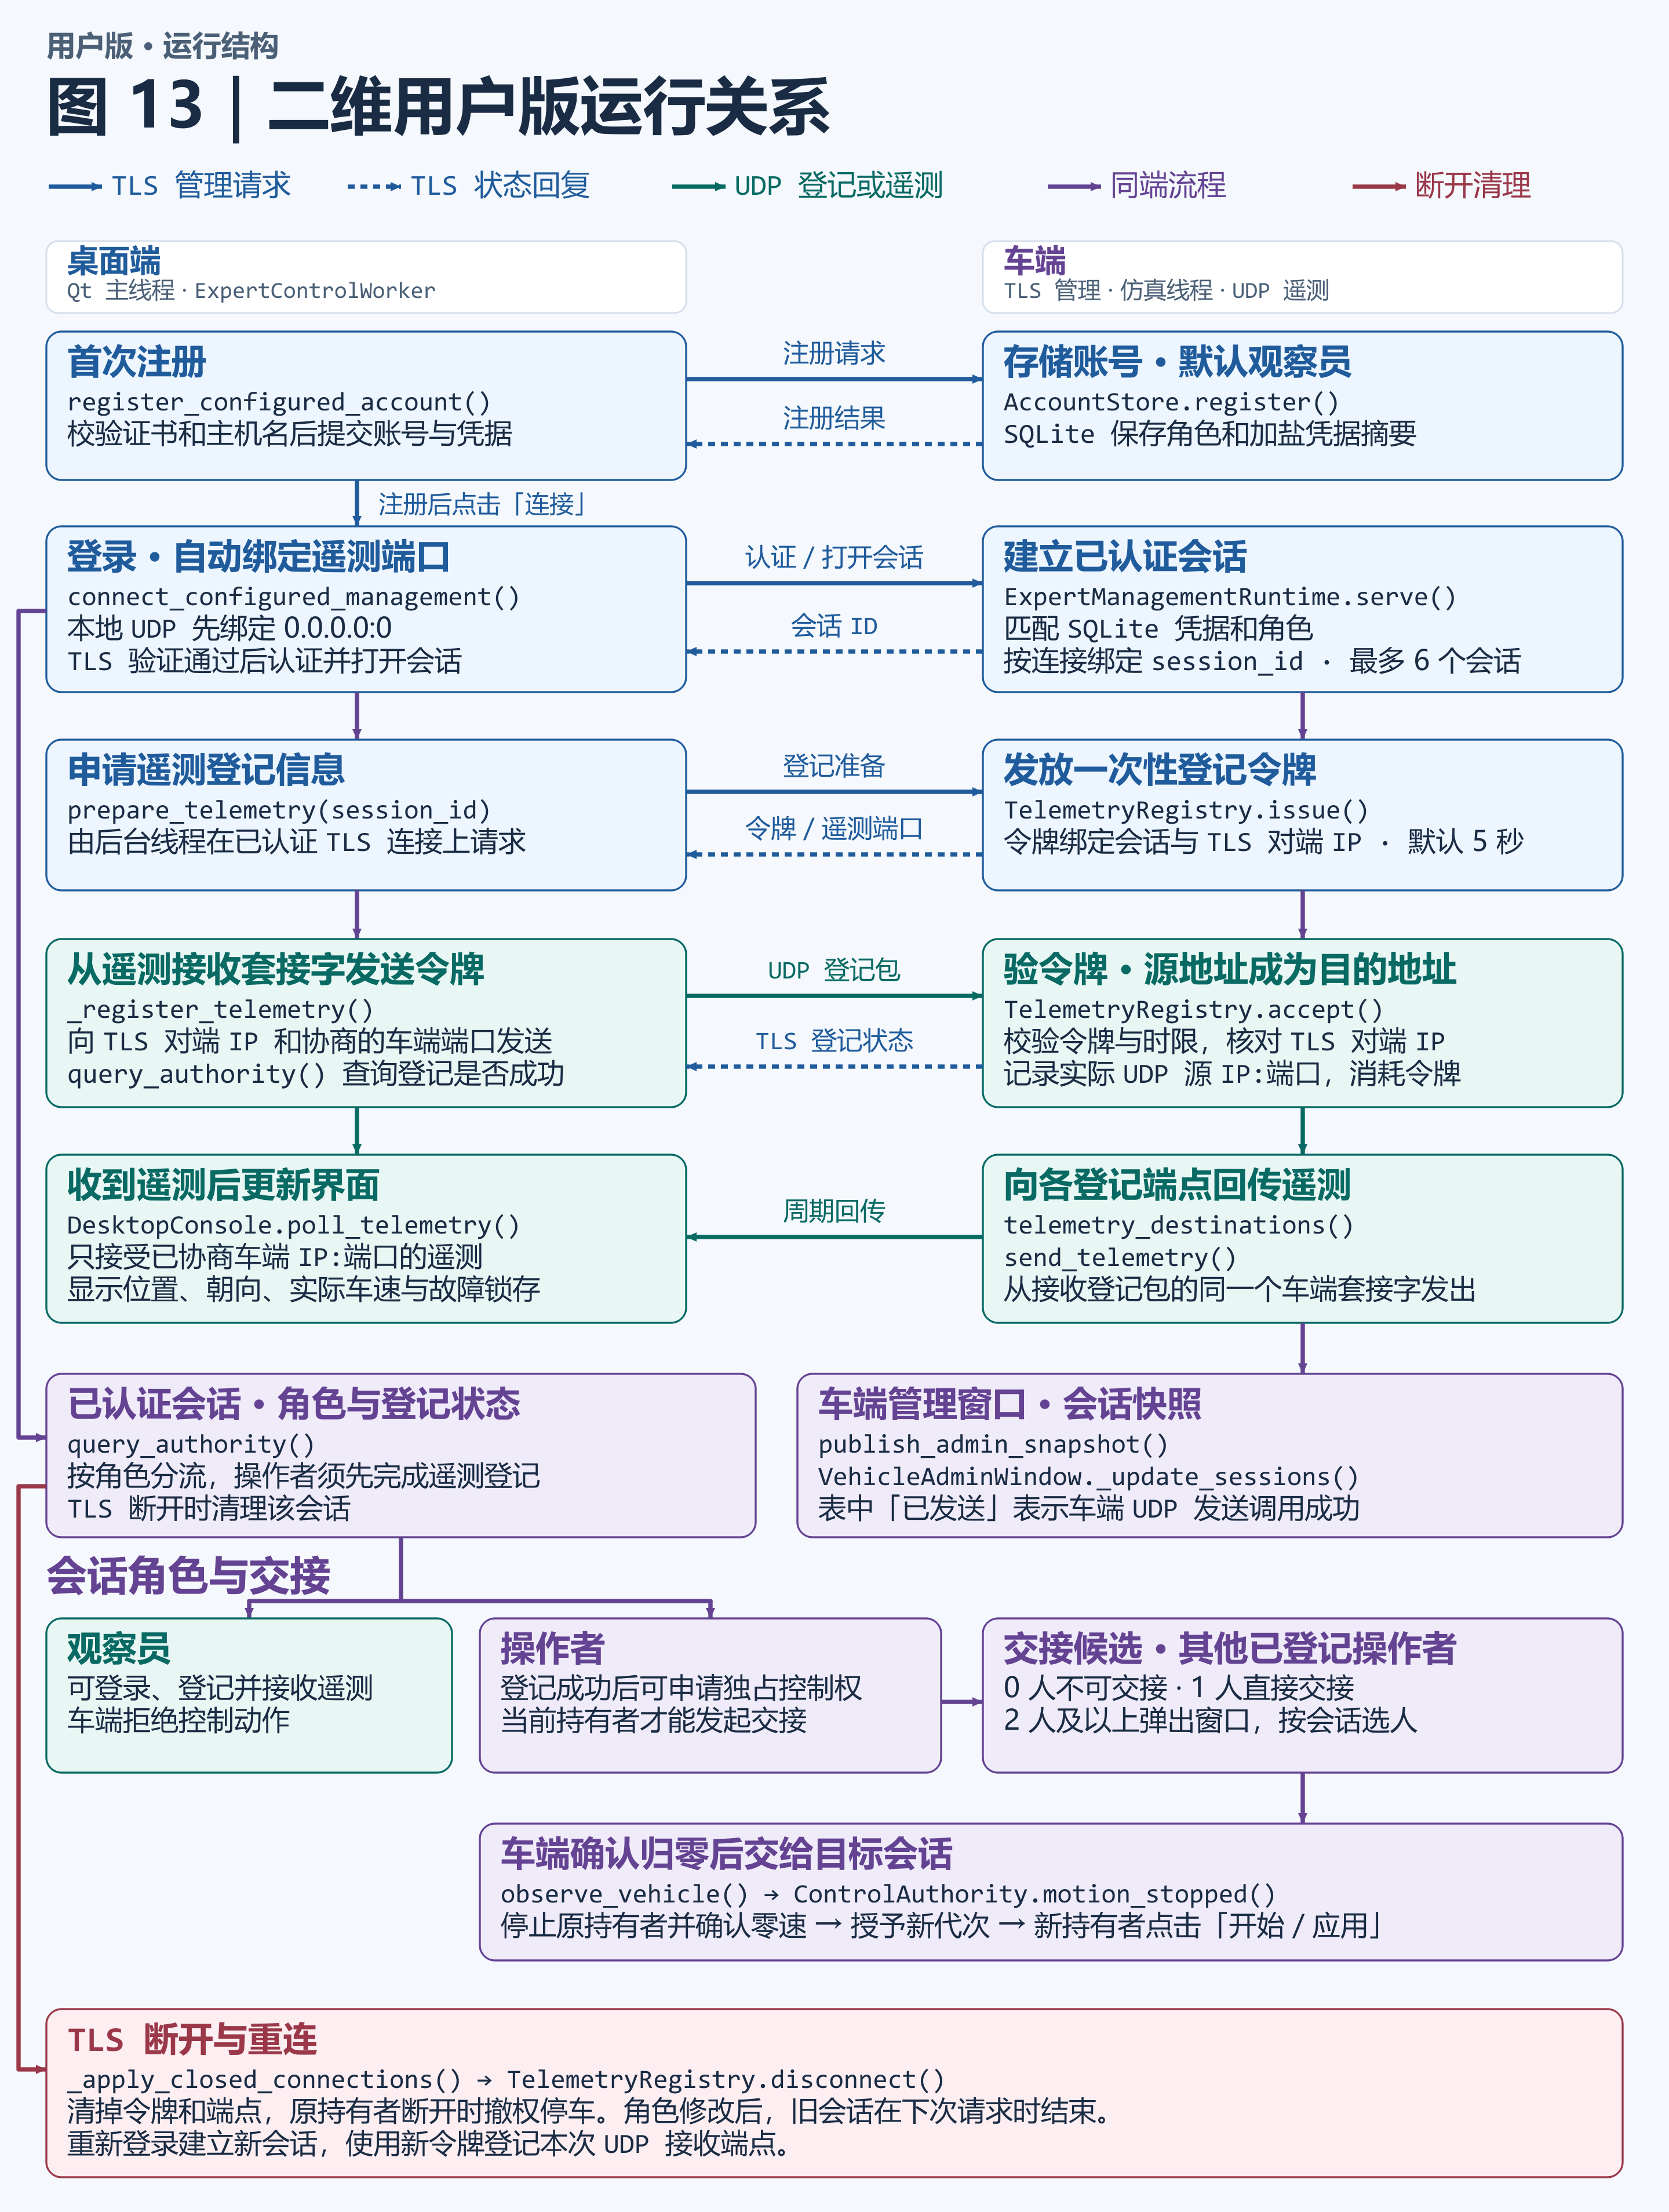 用户版 • 运行结构
图 13｜二维用户版运行关系
TLS 管理请求
TLS 状态回复
UDP 登记或遥测
同端流程
断开清理
桌面端
Qt 主线程 · ExpertControlWorker
车端
TLS 管理 · 仿真线程 · UDP 遥测
首次注册
register_configured_account()
校验证书和主机名后提交账号与凭据
注册请求
注册结果
存储账号 • 默认观察员
AccountStore.register()
SQLite 保存角色和加盐凭据摘要
注册后点击「连接」
登录 • 自动绑定遥测端口
connect_configured_management()
本地 UDP 先绑定 0.0.0.0:0
TLS 验证通过后认证并打开会话
认证 / 打开会话
会话 ID
建立已认证会话
ExpertManagementRuntime.serve()
匹配 SQLite 凭据和角色
按连接绑定 session_id · 最多 6 个会话
申请遥测登记信息
prepare_telemetry(session_id)
由后台线程在已认证 TLS 连接上请求
登记准备
令牌 / 遥测端口
发放一次性登记令牌
TelemetryRegistry.issue()
令牌绑定会话与 TLS 对端 IP · 默认 5 秒
从遥测接收套接字发送令牌
_register_telemetry()
向 TLS 对端 IP 和协商的车端端口发送
query_authority() 查询登记是否成功
UDP 登记包
TLS 登记状态
验令牌 • 源地址成为目的地址
TelemetryRegistry.accept()
校验令牌与时限，核对 TLS 对端 IP
记录实际 UDP 源 IP:端口，消耗令牌
收到遥测后更新界面
DesktopConsole.poll_telemetry()
只接受已协商车端 IP:端口的遥测
显示位置、朝向、实际车速与故障锁存
周期回传
向各登记端点回传遥测
telemetry_destinations()
send_telemetry()
从接收登记包的同一个车端套接字发出
已认证会话 • 角色与登记状态
query_authority()
按角色分流，操作者须先完成遥测登记
TLS 断开时清理该会话
车端管理窗口 • 会话快照
publish_admin_snapshot()
VehicleAdminWindow._update_sessions()
表中「已发送」表示车端 UDP 发送调用成功
会话角色与交接
观察员
可登录、登记并接收遥测
车端拒绝控制动作
操作者
登记成功后可申请独占控制权
当前持有者才能发起交接
交接候选 • 其他已登记操作者
0 人不可交接 · 1 人直接交接
2 人及以上弹出窗口，按会话选人
车端确认归零后交给目标会话
observe_vehicle() → ControlAuthority.motion_stopped()
停止原持有者并确认零速 → 授予新代次 → 新持有者点击「开始 / 应用」
TLS 断开与重连
_apply_closed_connections() → TelemetryRegistry.disconnect()
清掉令牌和端点，原持有者断开时撤权停车。角色修改后，旧会话在下次请求时结束。
重新登录建立新会话，使用新令牌登记本次 UDP 接收端点。